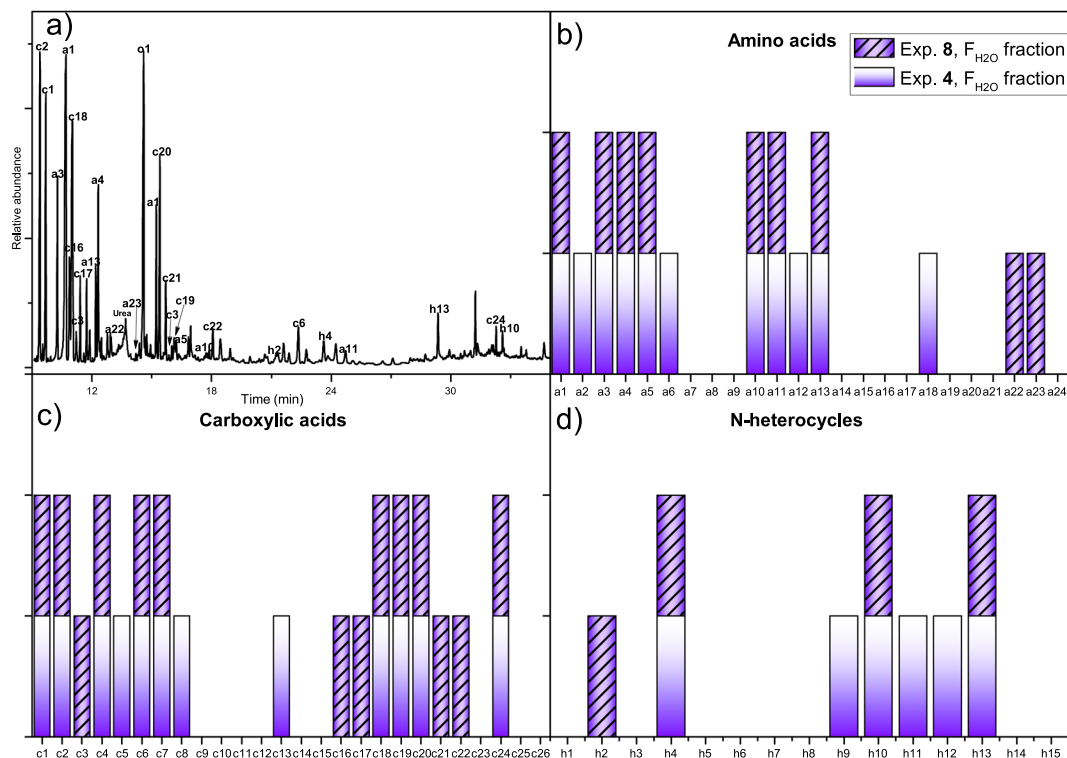 a)
c2
a1
o1
c1
c18
a3
c20
a4
a1
c16
a13
c17
c21
a23
c19
Urea
c3
c3
a22
a5
c22
a10
c6
h2
h4
a11
h13
c24
h10
Relative abundance
12
18
24
30
Time (min)
b)
Amino acids
Exp. 8, F_H2O fraction
Exp. 4, F_H2O fraction
a1 a2 a3 a4 a5 a6 a7 a8 a9 a10 a11 a12 a13 a14 a15 a16 a17 a18 a19 a20 a21 a22 a23 a24
c)
Carboxylic acids
c1 c2 c3 c4 c5 c6 c7 c8 c9 c10 c11 c12 c13 c14 c15 c16 c17 c18 c19 c20 c21 c22 c23 c24 c25 c26
d)
N-heterocycles
h1 h2 h3 h4 h5 h6 h7 h8 h9 h10 h11 h12 h13 h14 h15